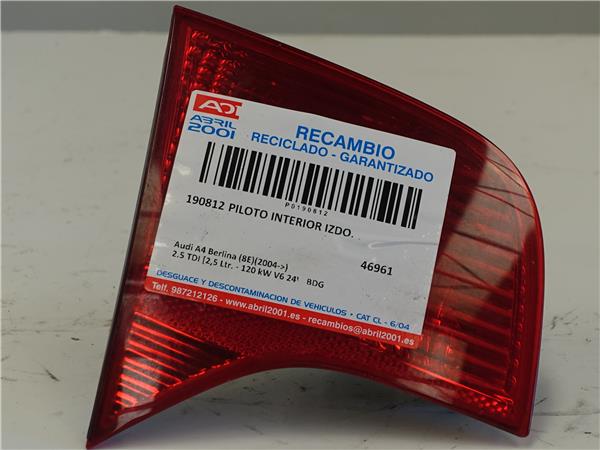 ADI
ABRIL
2001
RECAMBIO
RECICLADO - GARANTIZADO
P0190812
190812 PILOTO INTERIOR IZDO.
46961
Audi A4 Berlina (8E)(2004->)
2.5 TDI [2,5 Ltr. - 120 kW V6 24V BDG
DESGUACE Y DESCONTAMINACION DE VEHICULOS • CAT CL - 6/04
Telf. 987212126 - www.abril2001.es - recambios@abril2001.es